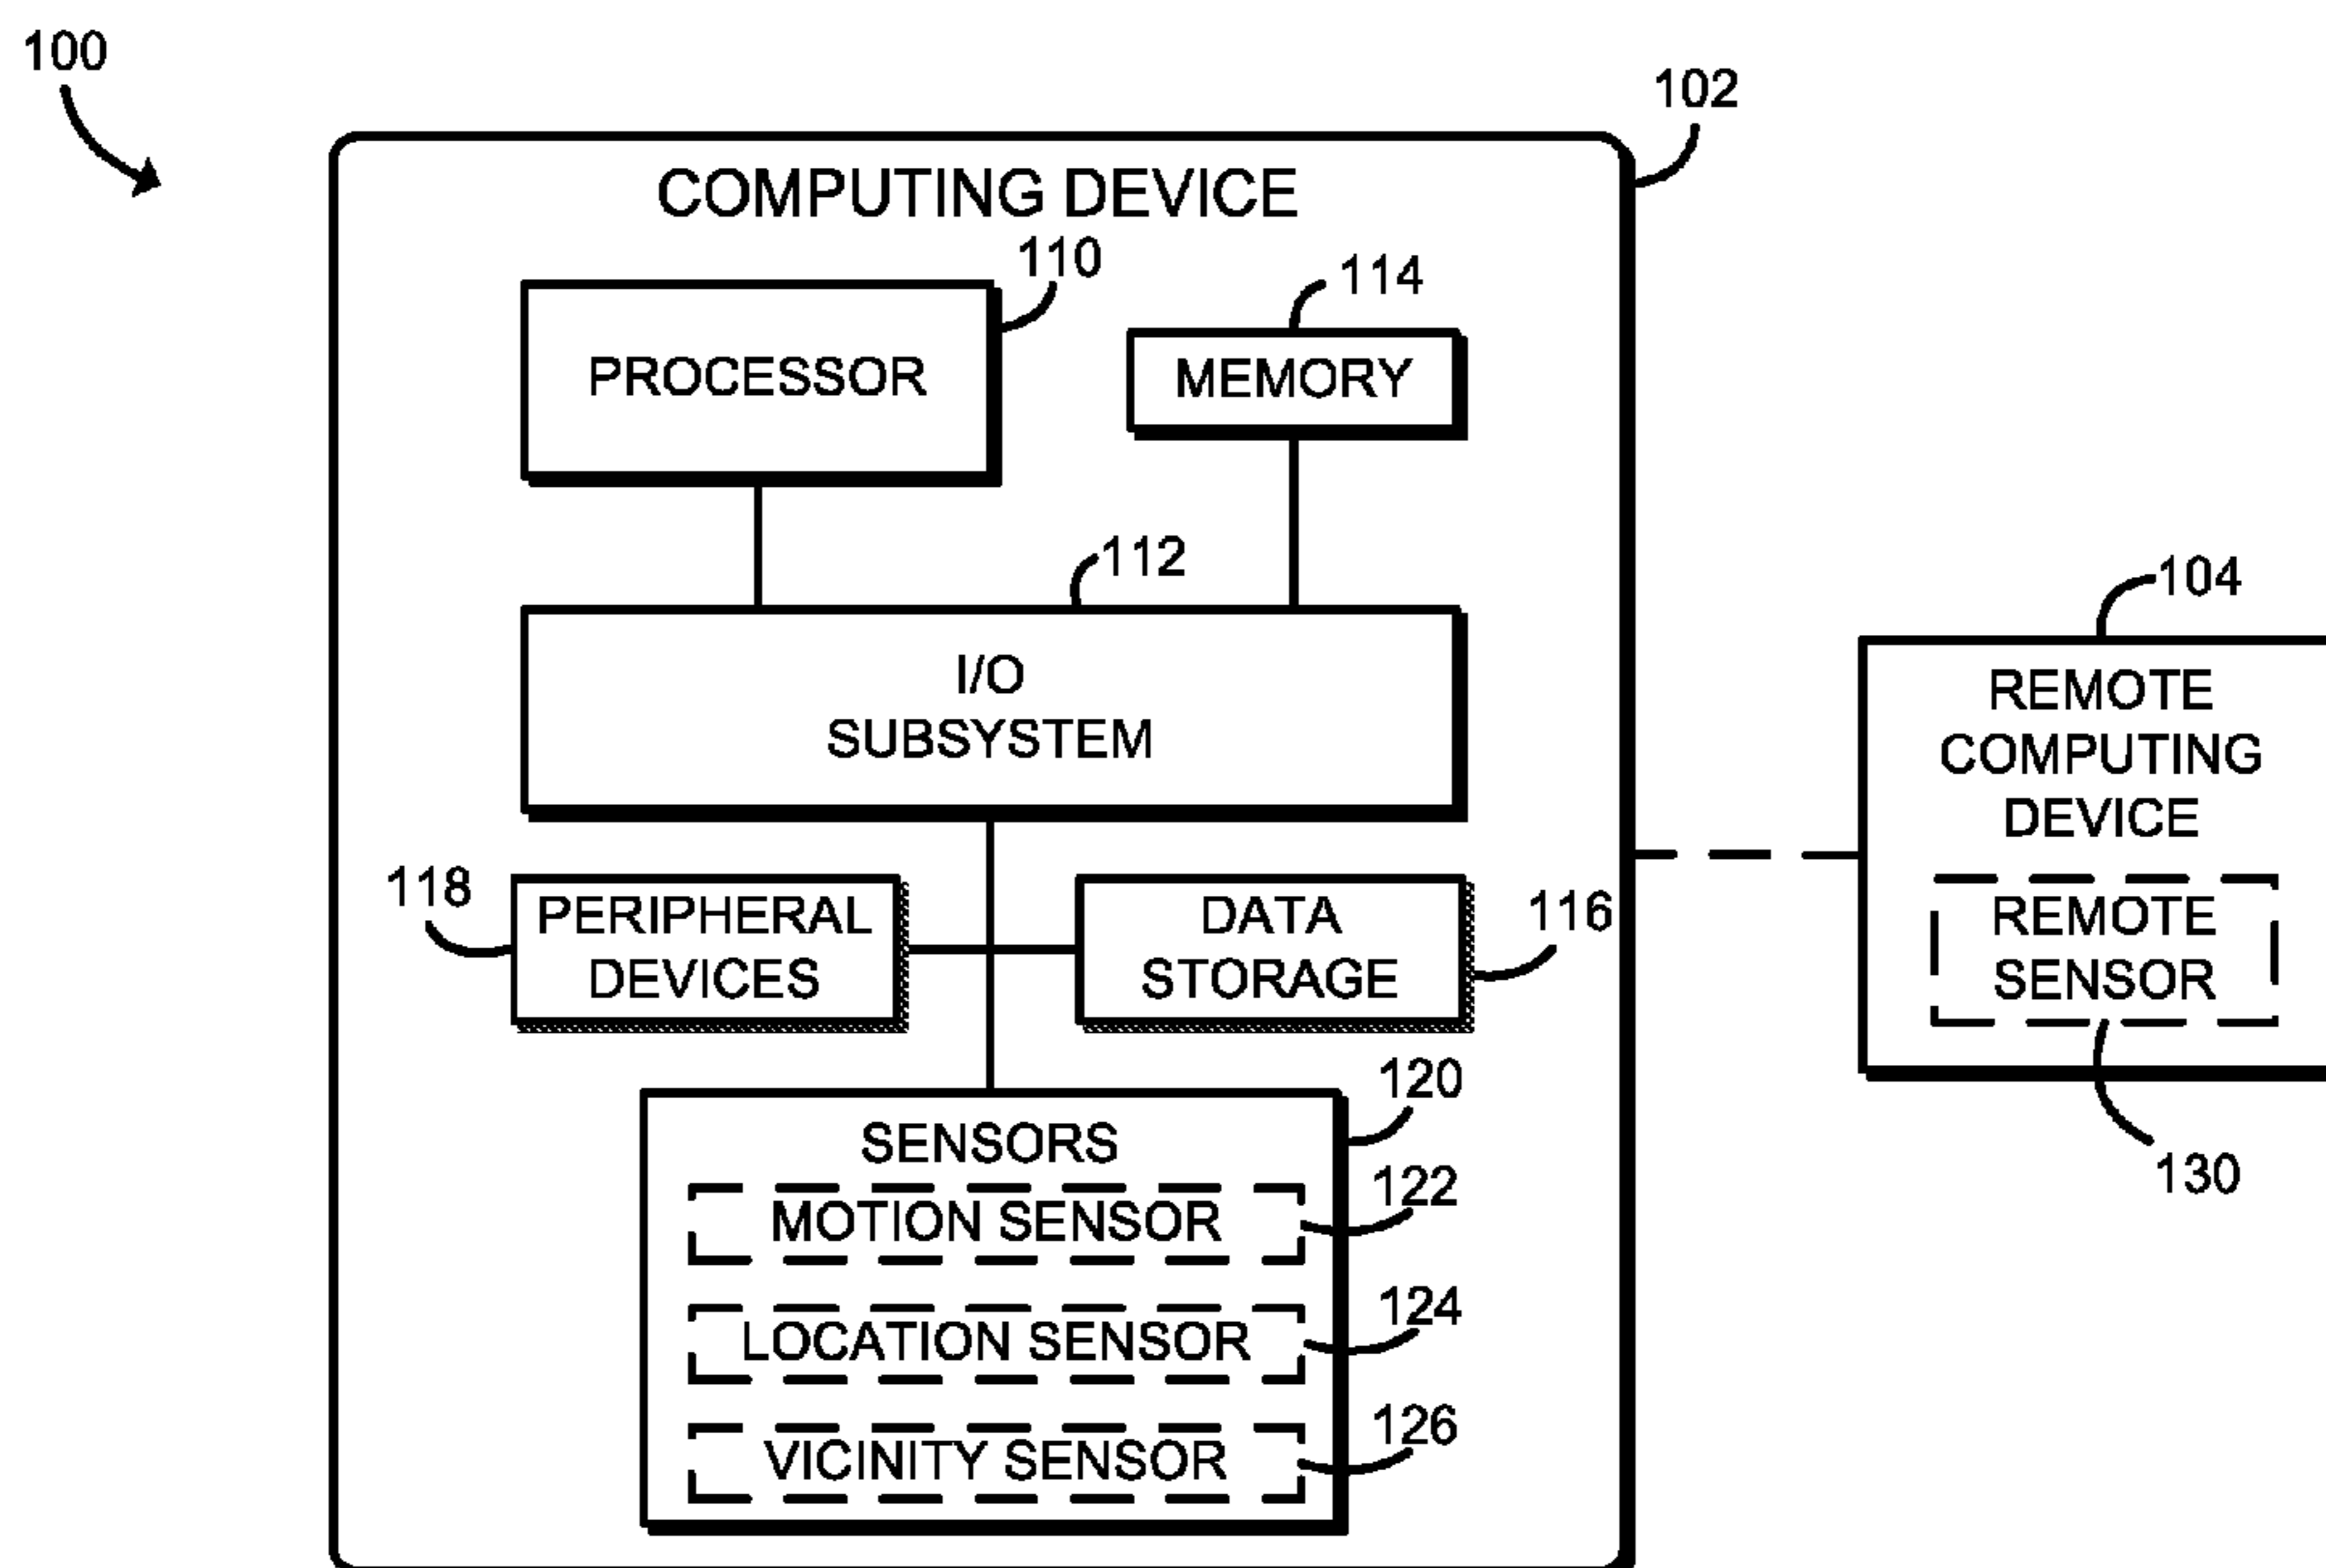 100
102
COMPUTING DEVICE
110
114
PROCESSOR
MEMORY
112
I/O
SUBSYSTEM
118
PERIPHERAL
DEVICES
DATA
STORAGE
116
120
SENSORS
122
MOTION SENSOR
124
LOCATION SENSOR
126
VICINITY SENSOR
104
REMOTE
COMPUTING
DEVICE
REMOTE
SENSOR
130